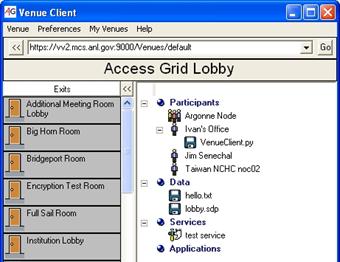 AG Venue Client
Venue Preferences My Venues Help
<< https://vv2.mcs.anl.gov:9000/Venues/default Go
Access Grid Lobby
Exits <<
Additional Meeting Room
Lobby
Big Horn Room
Bridgeport Room
Encryption Test Room
Full Sail Room
Institution Lobby
Participants
Argonne Node
Ivan's Office
VenueClient.py
Jim Senechal
Taiwan NCHC noc02
Data
hello.txt
lobby.sdp
Services
test service
Applications